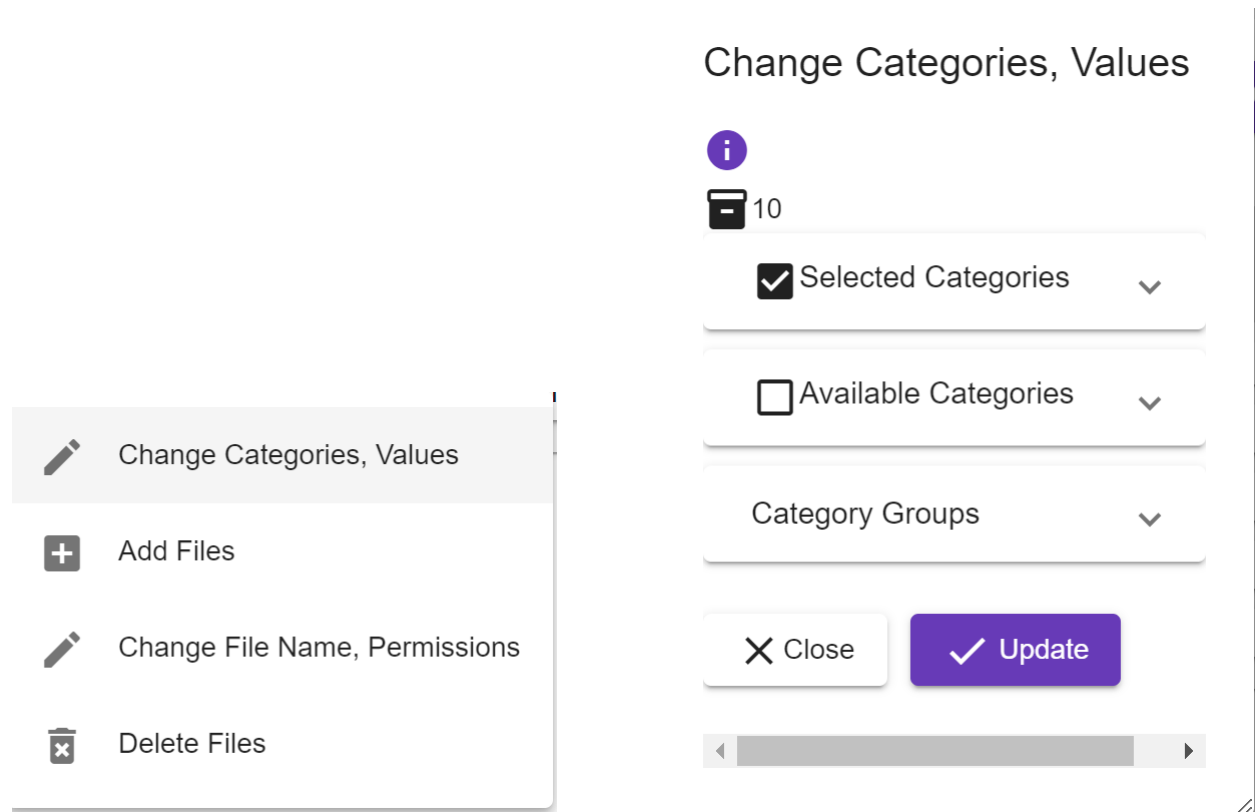 Change Categories, Values
Add Files
Change File Name, Permissions
Delete Files
Change Categories, Values
i
10
Selected Categories
Available Categories
Category Groups
Close
Update